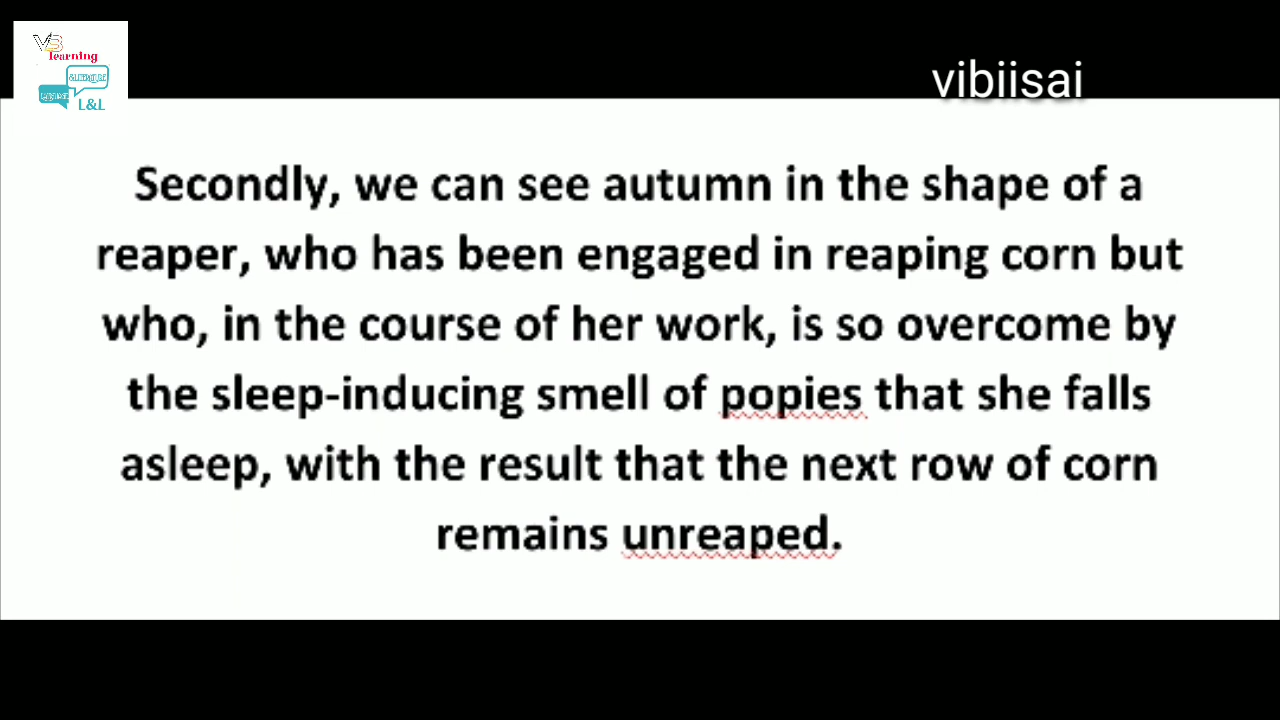 VB
learning
L&L
vibiisai
Secondly, we can see autumn in the shape of a
reaper, who has been engaged in reaping corn but
who, in the course of her work, is so overcome by
the sleep-inducing smell of popies that she falls
asleep, with the result that the next row of corn
remains unreaped.